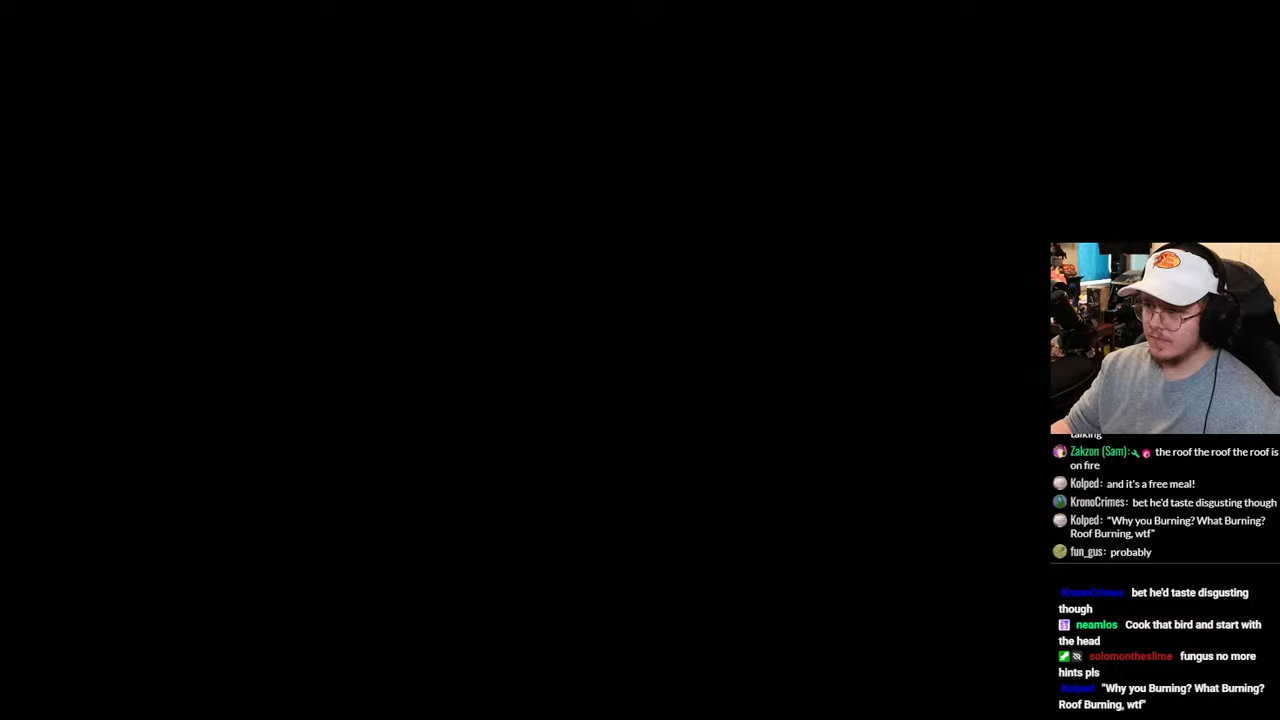 talking
Zakzon (Sam): the roof the roof the roof is
on fire
Kolped: and it's a free meal!
KronoCrimes: bet he'd taste disgusting though
Kolped: "Why you Burning? What Burning?
Roof Burning, wtf"
fun_gus: probably
KronoCrimes bet he'd taste disgusting
though
neamlos Cook that bird and start with
the head
solomontheslime fungus no more
hints pls
Kolped "Why you Burning? What Burning?
Roof Burning, wtf"